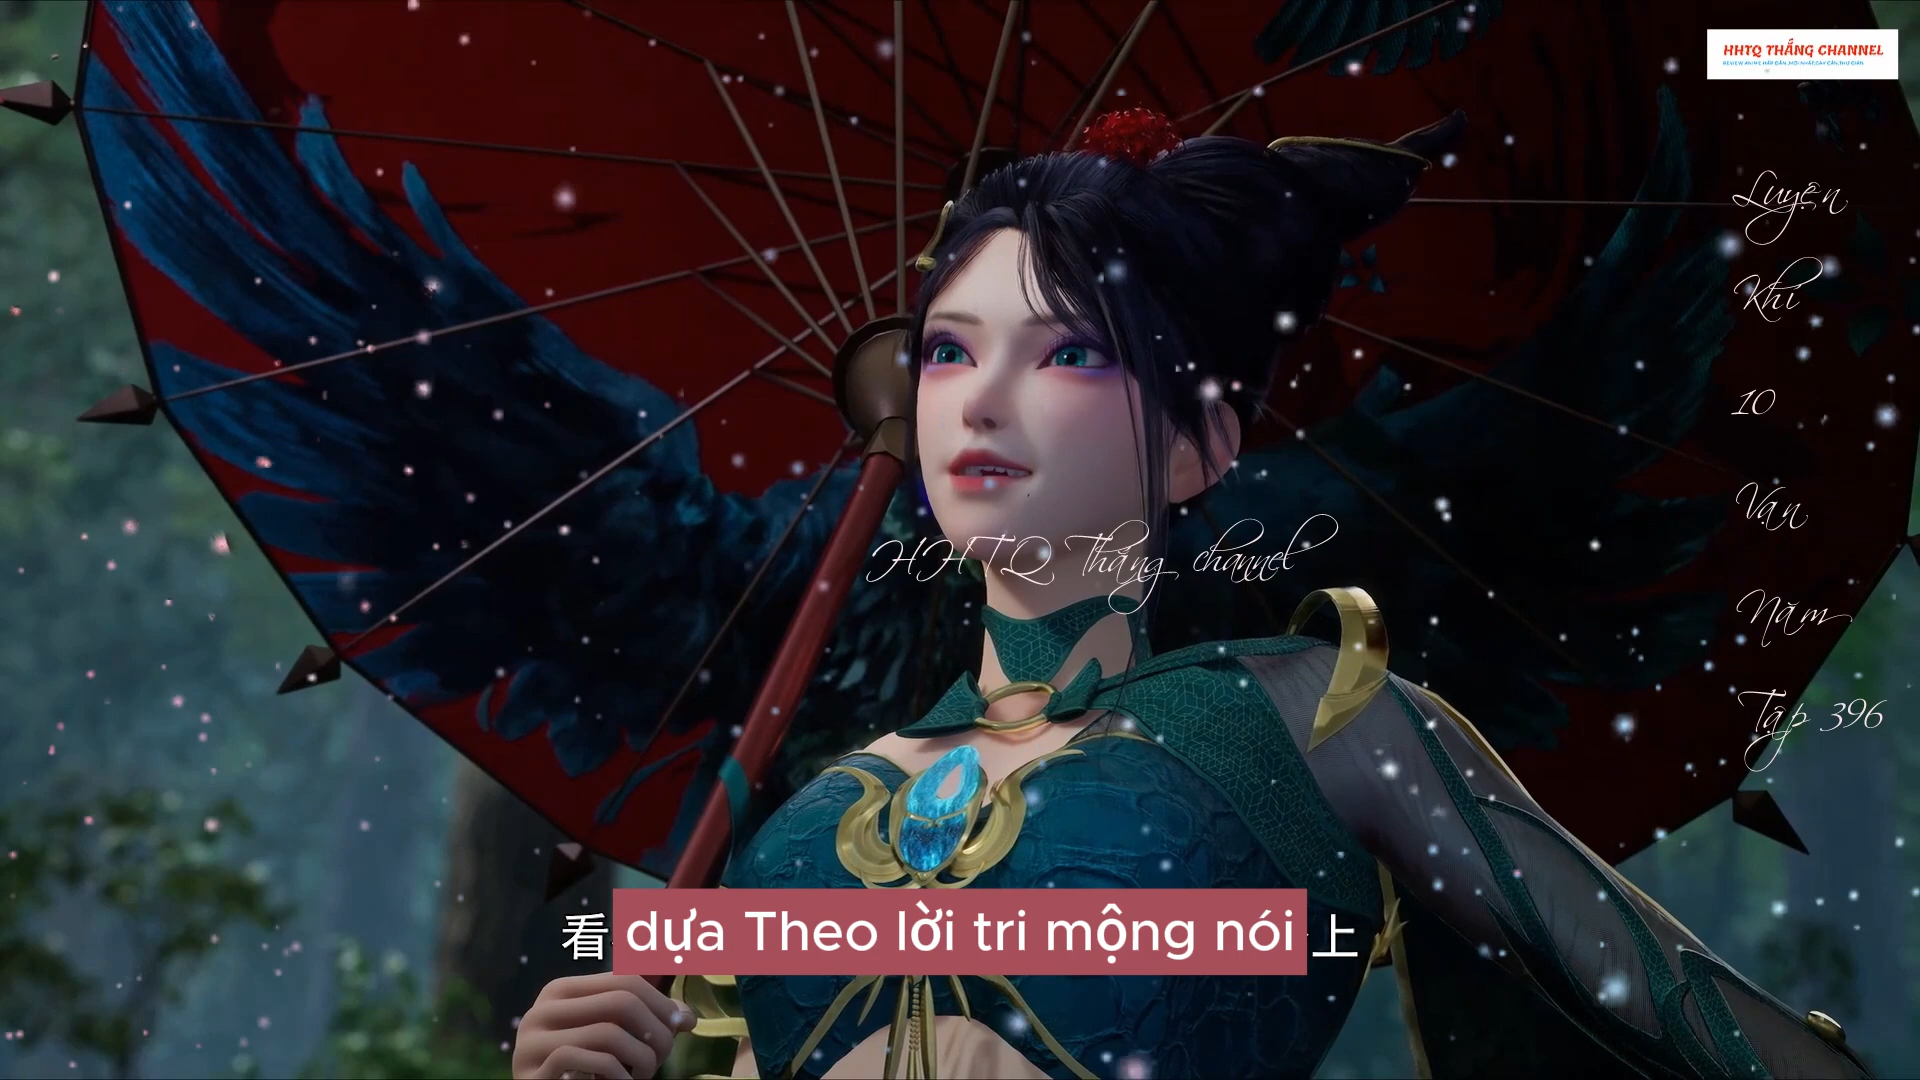 HHTQ THẮNG CHANNEL
Luyện
Khí
10
Vạn
Năm
Tập 396
HHTQ Thắng channel
看
dựa Theo lời tri mộng nói
上